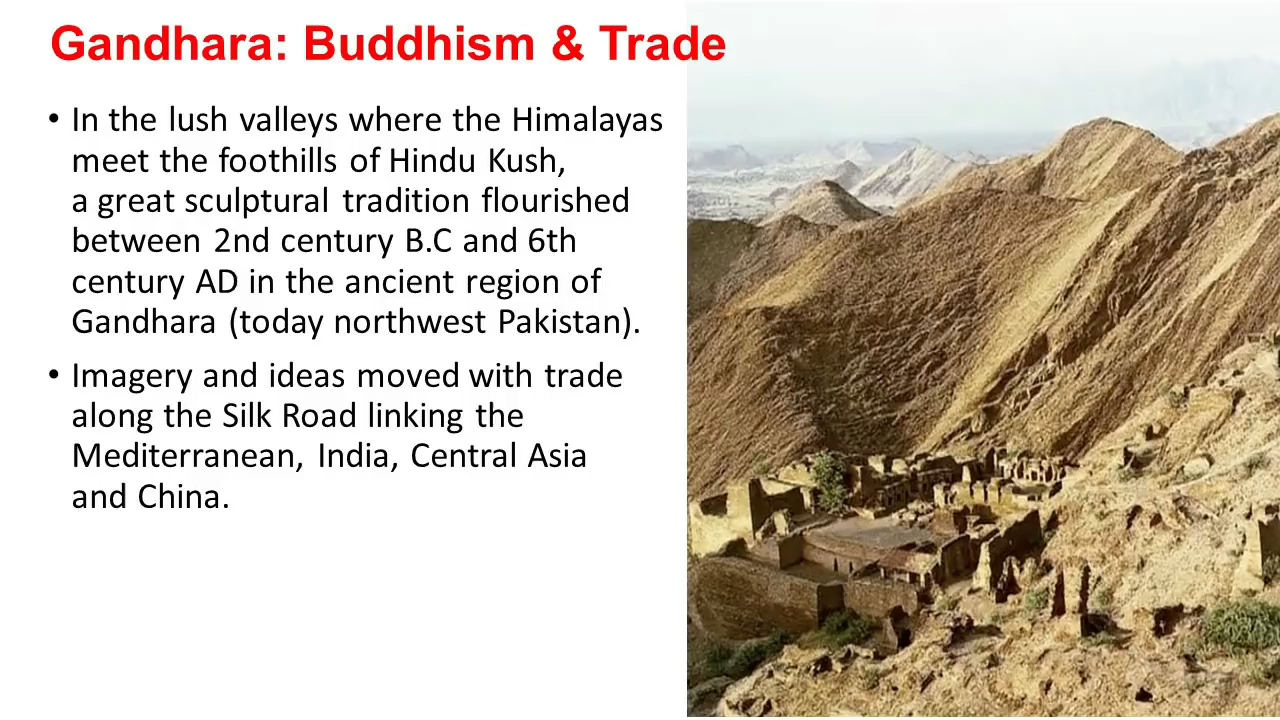 Gandhara: Buddhism & Trade
• In the lush valleys where the Himalayas
meet the foothills of Hindu Kush,
a great sculptural tradition flourished
between 2nd century B.C and 6th
century AD in the ancient region of
Gandhara (today northwest Pakistan).
• Imagery and ideas moved with trade
along the Silk Road linking the
Mediterranean, India, Central Asia
and China.